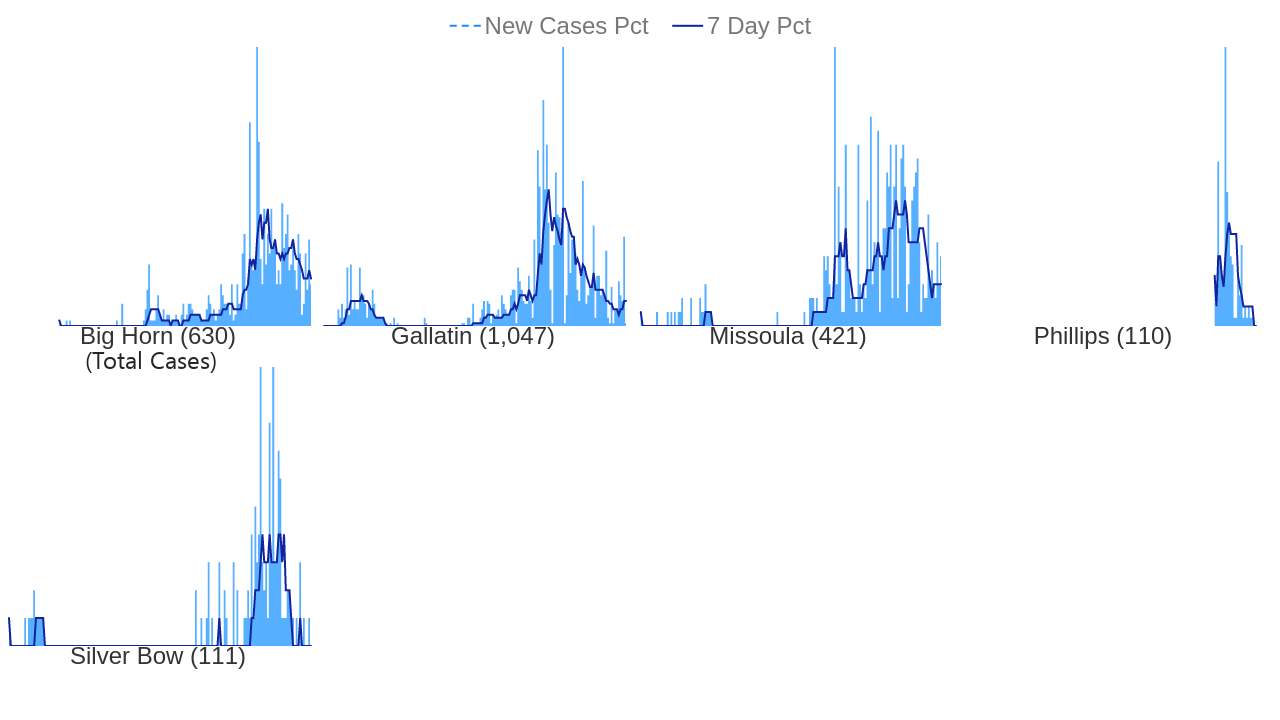 New Cases Pct 7 Day Pct
Big Horn (630) Gallatin (1,047) Missoula (421) Phillips (110)
(Total Cases)
Silver Bow (111)